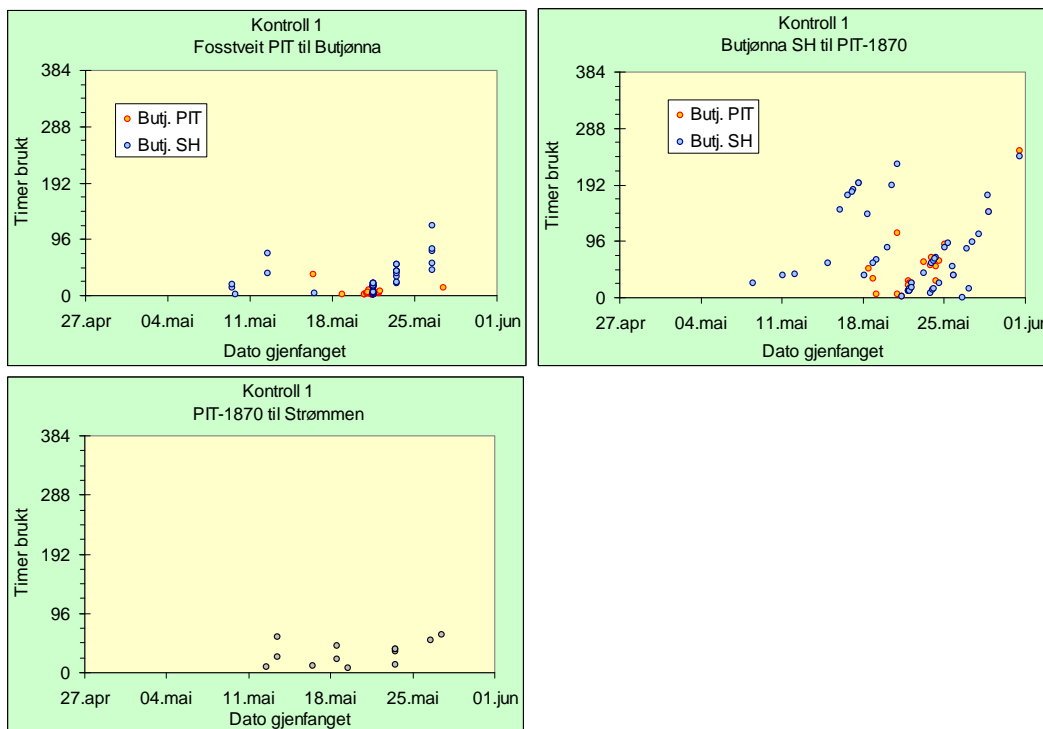 Kontroll 1
Fosstveit PIT til Butjønna
384
288
192
96
0
Timer brukt
Butj. PIT
Butj. SH
27.apr 04.mai 11.mai 18.mai 25.mai 01.jun
Dato gjenfanget
Kontroll 1
Butjønna SH til PIT-1870
384
288
192
96
0
Timer brukt
Butj. PIT
Butj. SH
27.apr 04.mai 11.mai 18.mai 25.mai 01.jun
Dato gjenfanget
Kontroll 1
PIT-1870 til Strømmen
384
288
192
96
0
Timer brukt
27.apr 04.mai 11.mai 18.mai 25.mai 01.jun
Dato gjenfanget